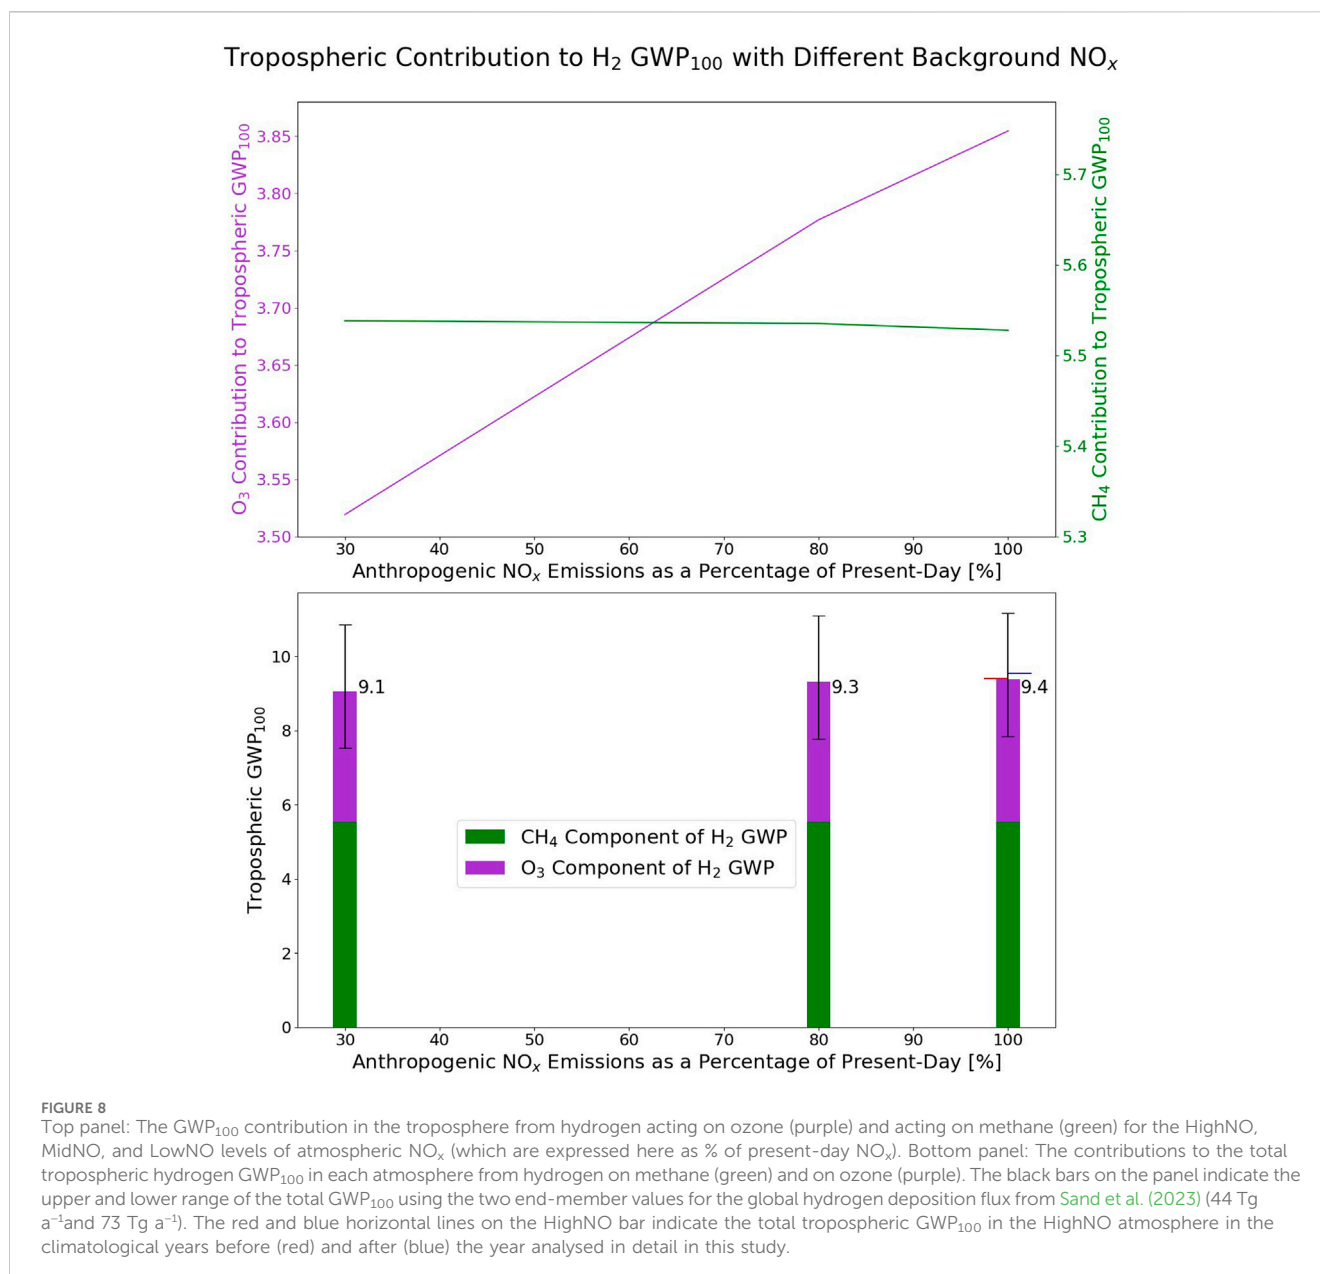 Tropospheric Contribution to H₂ GWP₁₀₀ with Different Background NOₓ
O₃ Contribution to Tropospheric GWP₁₀₀
3.85
3.80
3.75
3.70
3.65
3.60
3.55
3.50
5.7
5.6
5.5
5.4
5.3
CH₄ Contribution to Tropospheric GWP₁₀₀
30 40 50 60 70 80 90 100
Anthropogenic NOₓ Emissions as a Percentage of Present-Day [%]
Tropospheric GWP₁₀₀
10
8
6
4
2
0
9.1
9.3
9.4
CH₄ Component of H₂ GWP
O₃ Component of H₂ GWP
30 40 50 60 70 80 90 100
Anthropogenic NOₓ Emissions as a Percentage of Present-Day [%]
FIGURE 8
Top panel: The GWP₁₀₀ contribution in the troposphere from hydrogen acting on ozone (purple) and acting on methane (green) for the HighNO,
MidNO, and LowNO levels of atmospheric NOₓ (which are expressed here as % of present-day NOₓ). Bottom panel: The contributions to the total
tropospheric hydrogen GWP₁₀₀ in each atmosphere from hydrogen on methane (green) and on ozone (purple). The black bars on the panel indicate the
upper and lower range of the total GWP₁₀₀ using the two end-member values for the global hydrogen deposition flux from Sand et al. (2023) (44 Tg
a⁻¹and 73 Tg a⁻¹). The red and blue horizontal lines on the HighNO bar indicate the total tropospheric GWP₁₀₀ in the HighNO atmosphere in the
climatological years before (red) and after (blue) the year analysed in detail in this study.